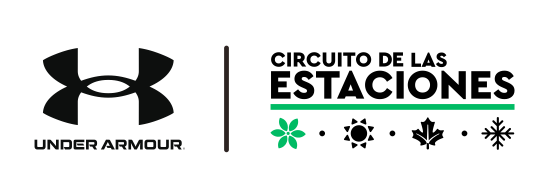 UNDER ARMOUR
CIRCUITO DE LAS
ESTACIONES